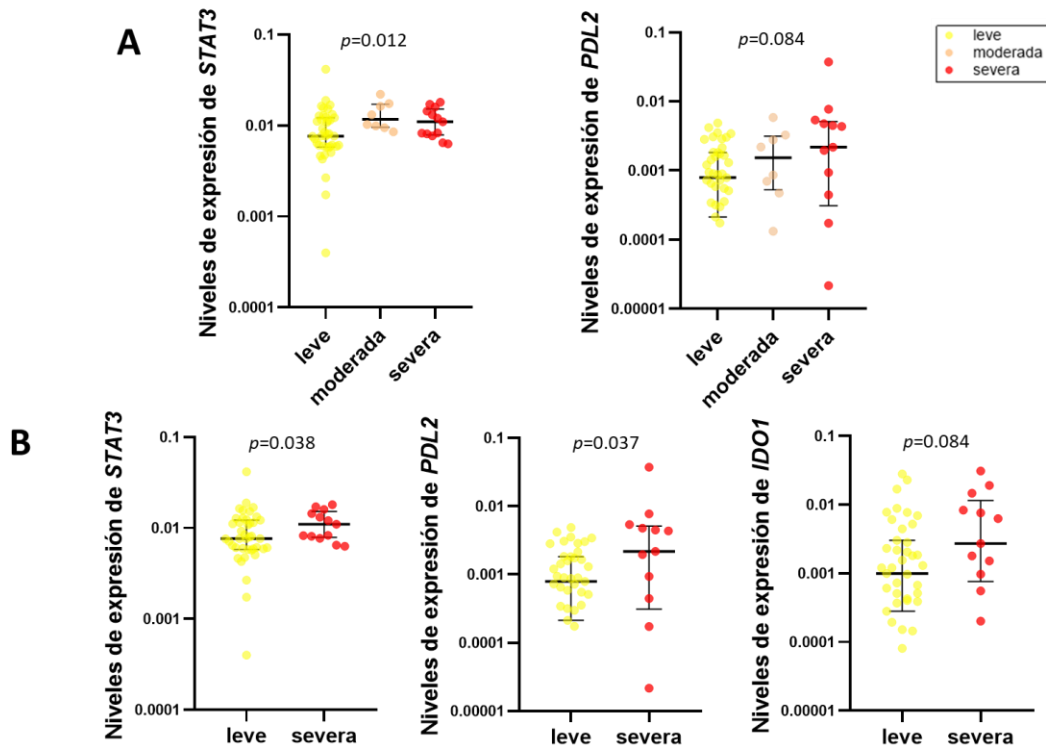 A
Niveles de expresión de STAT3
p=0.012
0.1
0.01
0.001
0.0001
leve
moderada
severa
Niveles de expresión de PDL2
p=0.084
0.1
0.01
0.001
0.0001
0.00001
leve
moderada
severa
leve
moderada
severa
B
Niveles de expresión de STAT3
p=0.038
0.1
0.01
0.001
0.0001
leve
severa
Niveles de expresión de PDL2
p=0.037
0.1
0.01
0.001
0.0001
0.00001
leve
severa
Niveles de expresión de IDO1
p=0.084
0.1
0.01
0.001
0.0001
0.00001
leve
severa